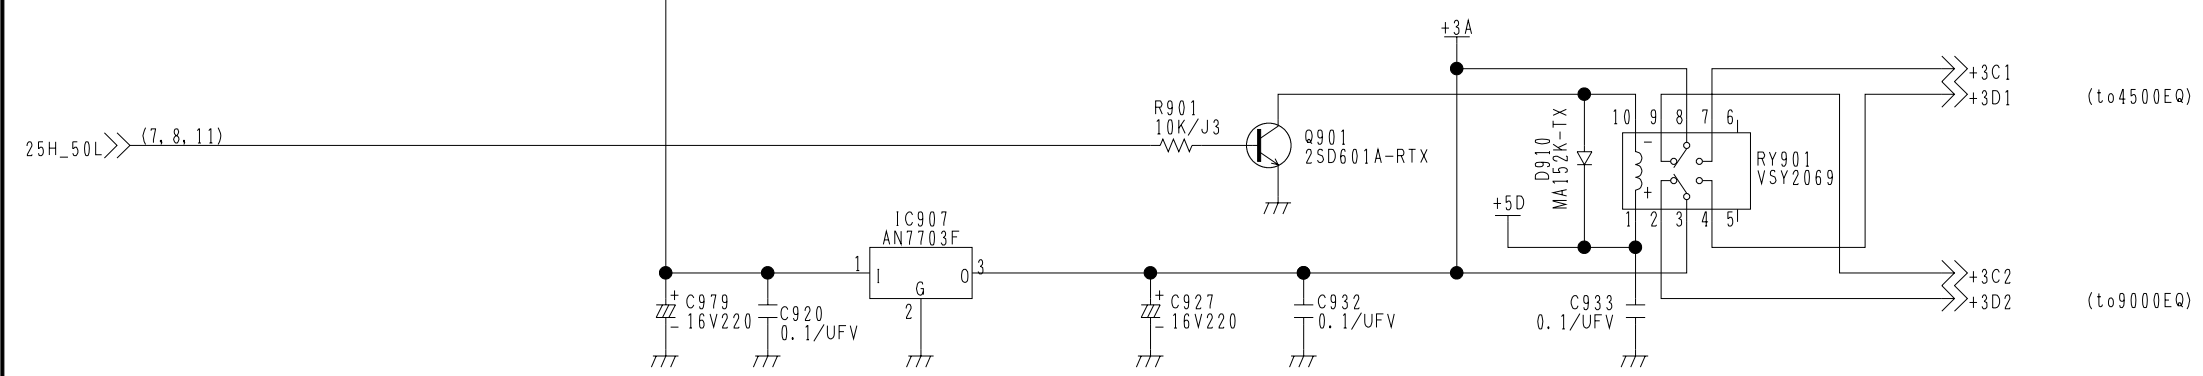 +3A
+3C1
+3D1
(to4500EQ)
R901
10K/J3
25H_50L
(7, 8, 11)
Q901
2SD601A-RTX
D910
MA152K-TX
10 9 8 7 6
-
+
RY901
VSY2069
+5D
1 2 3 4 5
IC907
AN7703F
1 I O 3
G
2
+3C2
+3D2
(to9000EQ)
+ C979
- 16V220
C920
0.1/UFV
+ C927
- 16V220
C932
0.1/UFV
C933
0.1/UFV